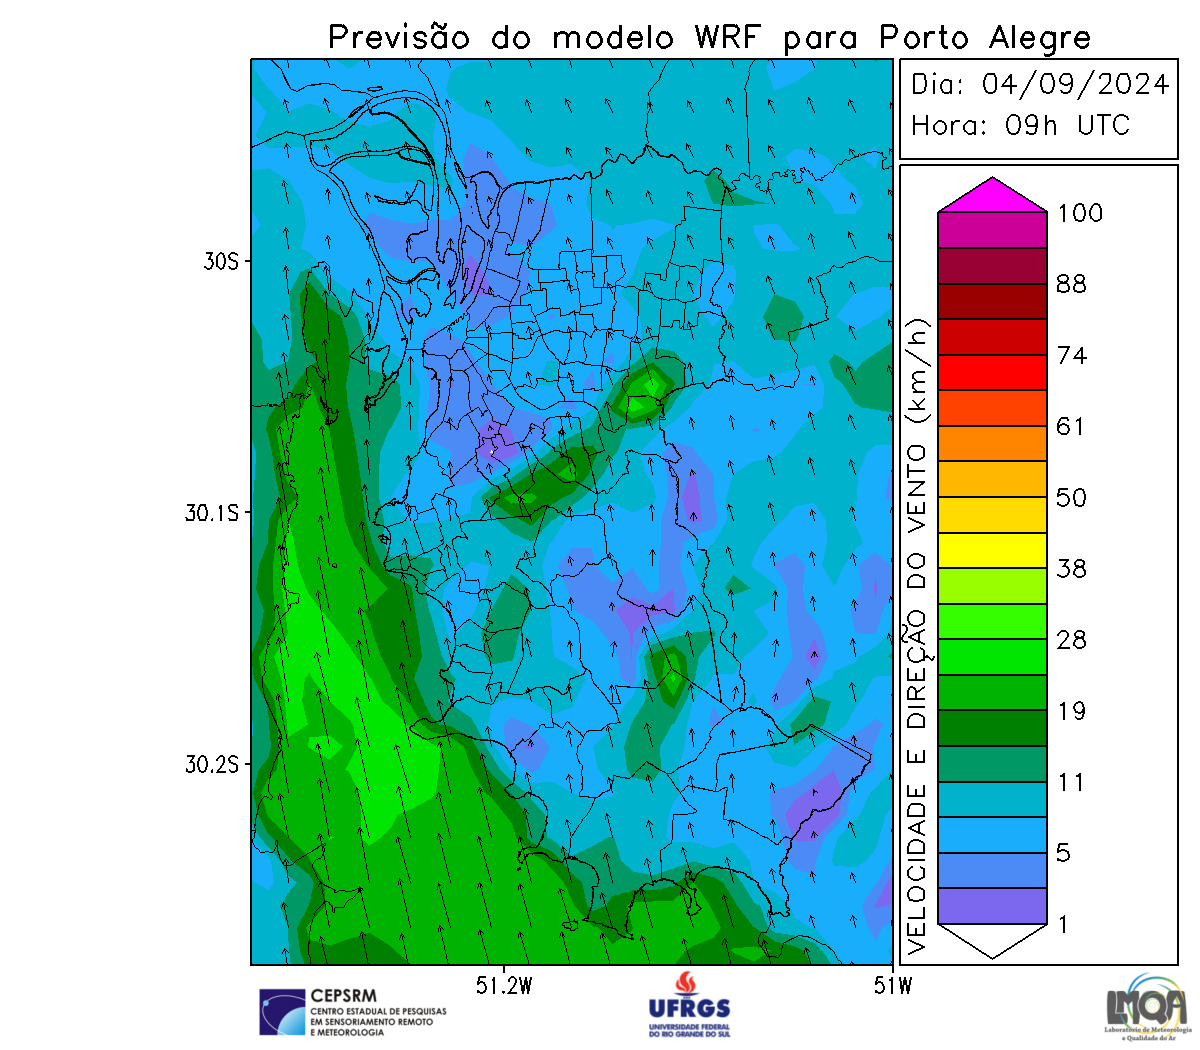 Previsão do modelo WRF para Porto Alegre
Dia: 04/09/2024
Hora: 09h UTC
30S
30.1S
30.2S
51.2W
51W
VELOCIDADE E DIREÇÃO DO VENTO (km/h)
100
88
74
61
50
38
28
19
11
5
1
CEPSRM
CENTRO ESTADUAL DE PESQUISAS
EM SENSORIAMENTO REMOTO
E METEOROLOGIA
UFRGS
UNIVERSIDADE FEDERAL
DO RIO GRANDE DO SUL
LMQA
Laboratório de Meteorologia
e Qualidade do Ar